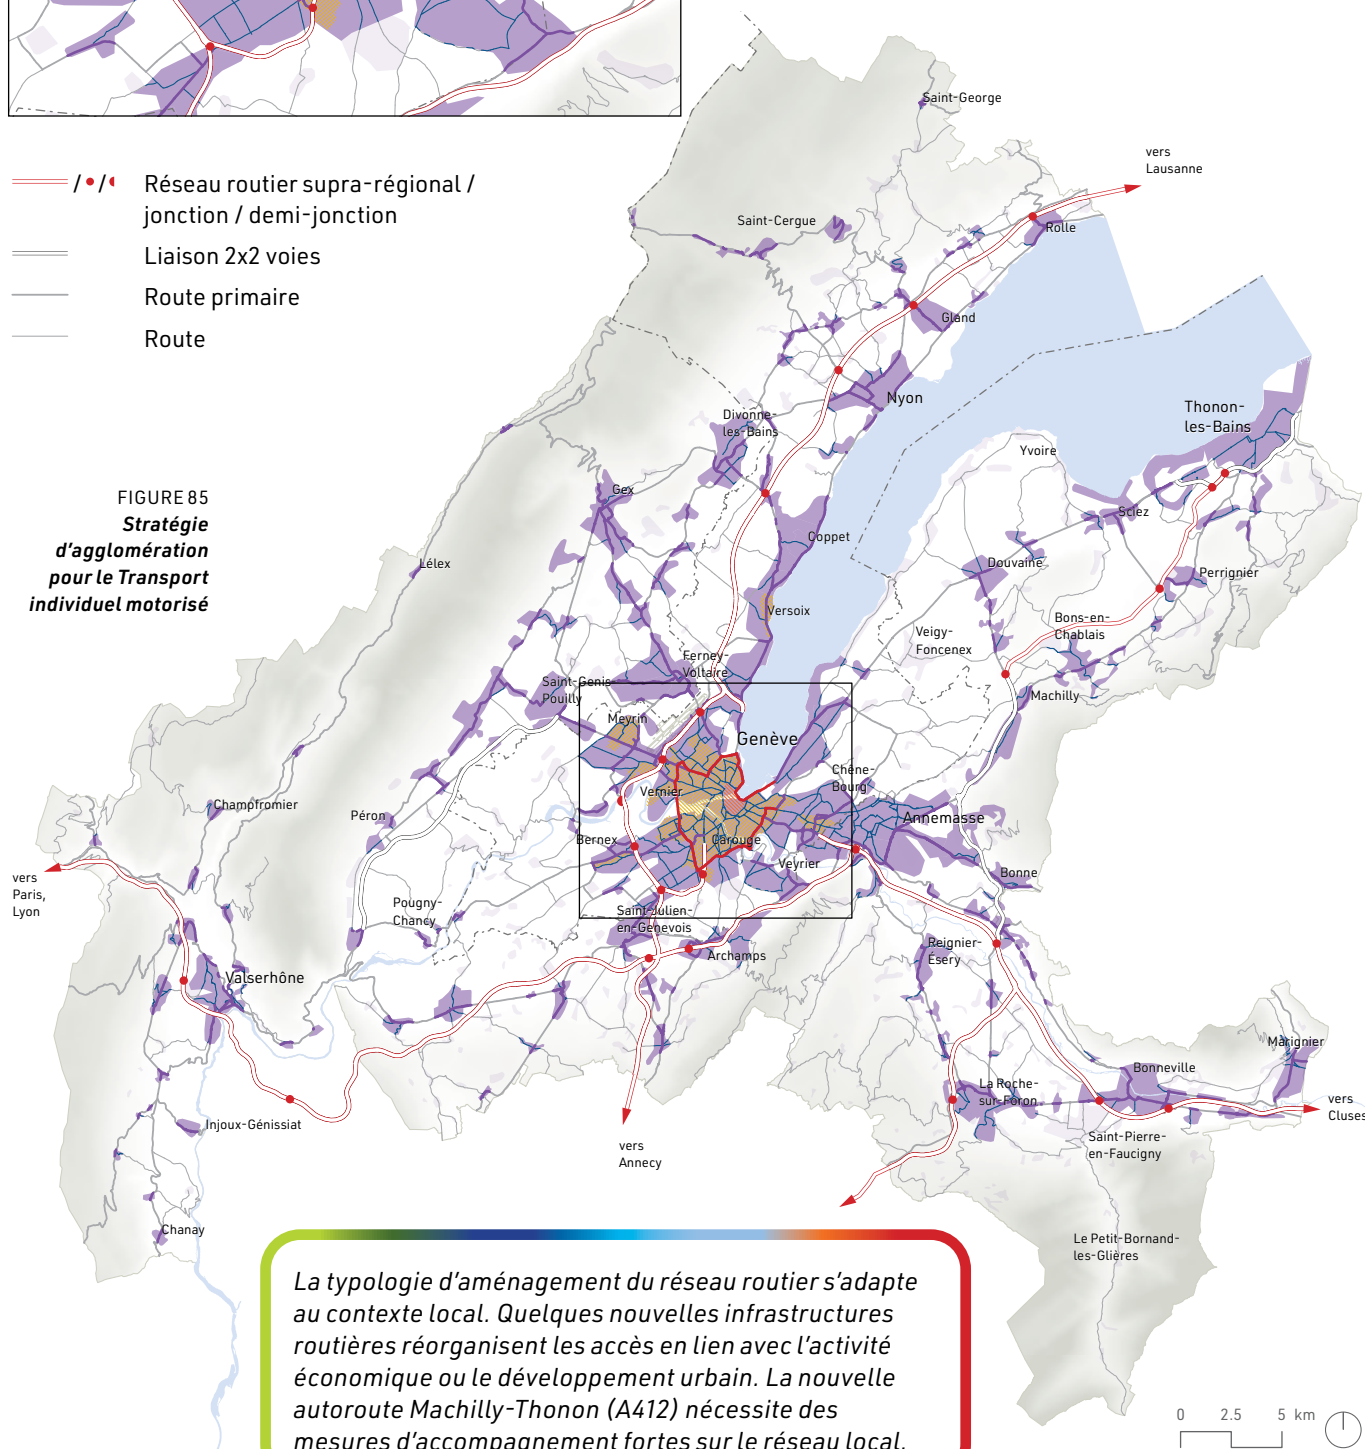 / • /
Réseau routier supra-régional /
jonction / demi-jonction
Liaison 2x2 voies
Route primaire
Route
FIGURE 85
Stratégie
d'agglomération
pour le Transport
individuel motorisé
Saint-George
vers
Lausanne
Saint-Cergue
Rolle
Gland
Nyon
Divonne-
les-Bains
Thonon-
les-Bains
Yvoire
Gex
Sciez
Coppet
Lélex
Douvaine
Perrignier
Versoix
Bons-en-
Chablais
Veigy-
Foncenex
Ferney-
Voltaire
Saint-Genis-
Pouilly
Machilly
Meyrin
Genève
Chêne-
Bourg
Vernier
Champfromier
Péron
Annemasse
Bernex
Carouge
Veyrier
Bonne
vers
Paris,
Lyon
Pougny-
Chancy
Saint-Julien-
en-Genevois
Reignier-
Ésery
Archamps
Valserhône
Marignier
Bonneville
La Roche-
sur-Foron
vers
Cluses
Injoux-Génissiat
Saint-Pierre-
en-Faucigny
vers
Annecy
Chanay
Le Petit-Bornand-
les-Glières
La typologie d'aménagement du réseau routier s'adapte
au contexte local. Quelques nouvelles infrastructures
routières réorganisent les accès en lien avec l'activité
économique ou le développement urbain. La nouvelle
autoroute Machilly-Thonon (A412) nécessite des
mesures d'accompagnement fortes sur le réseau local.
0 2.5 5 km